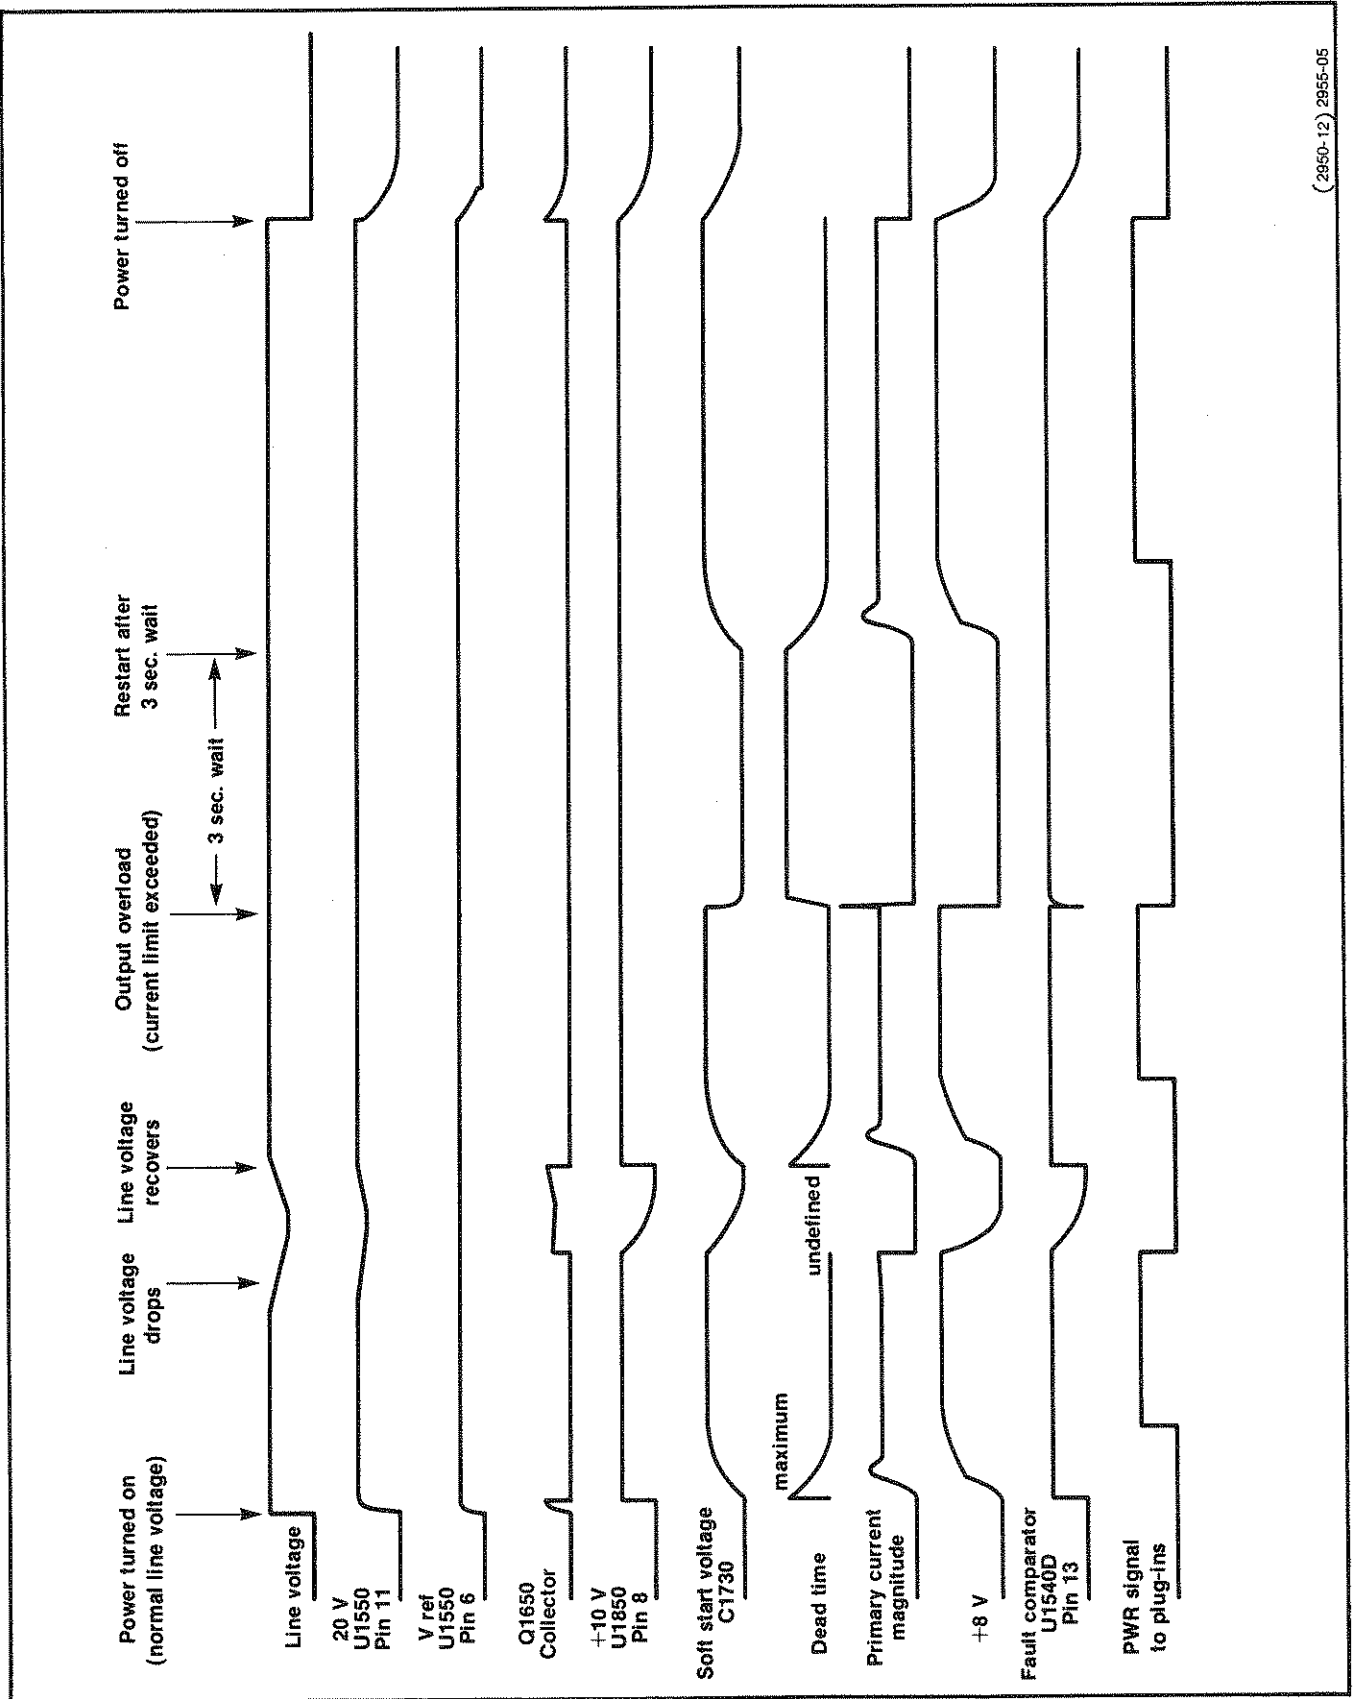 Power turned on
(normal line voltage)
Line voltage
drops
Line voltage
recovers
Output overload
(current limit exceeded)
Restart after
3 sec. wait
Power turned off
3 sec. wait
Line voltage
20 V
U1550
Pin 11
V ref
U1550
Pin 6
Q1650
Collector
+10 V
U1850
Pin 8
Soft start voltage
C1730
maximum
undefined
Dead time
Primary current
magnitude
+8 V
Fault comparator
U1540D
Pin 13
PWR signal
to plug-ins
(2950-12) 2955-05